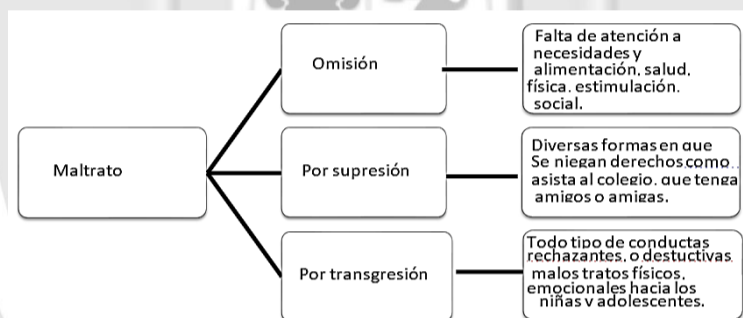 Maltrato
Omisión
Falta de atención a
necesidades y
alimentación, salud,
física. estimulación.
social.
Por supresión
Diversas formas en que
Se niegan derechos como..
asista al colegio. que tenga
amigos o amigas.
Por transgresión
Todo tipo de conductas
rechazantes. o destuctivas
malos tratos físicos.
emocionales hacia los
niñas y adolescentes.